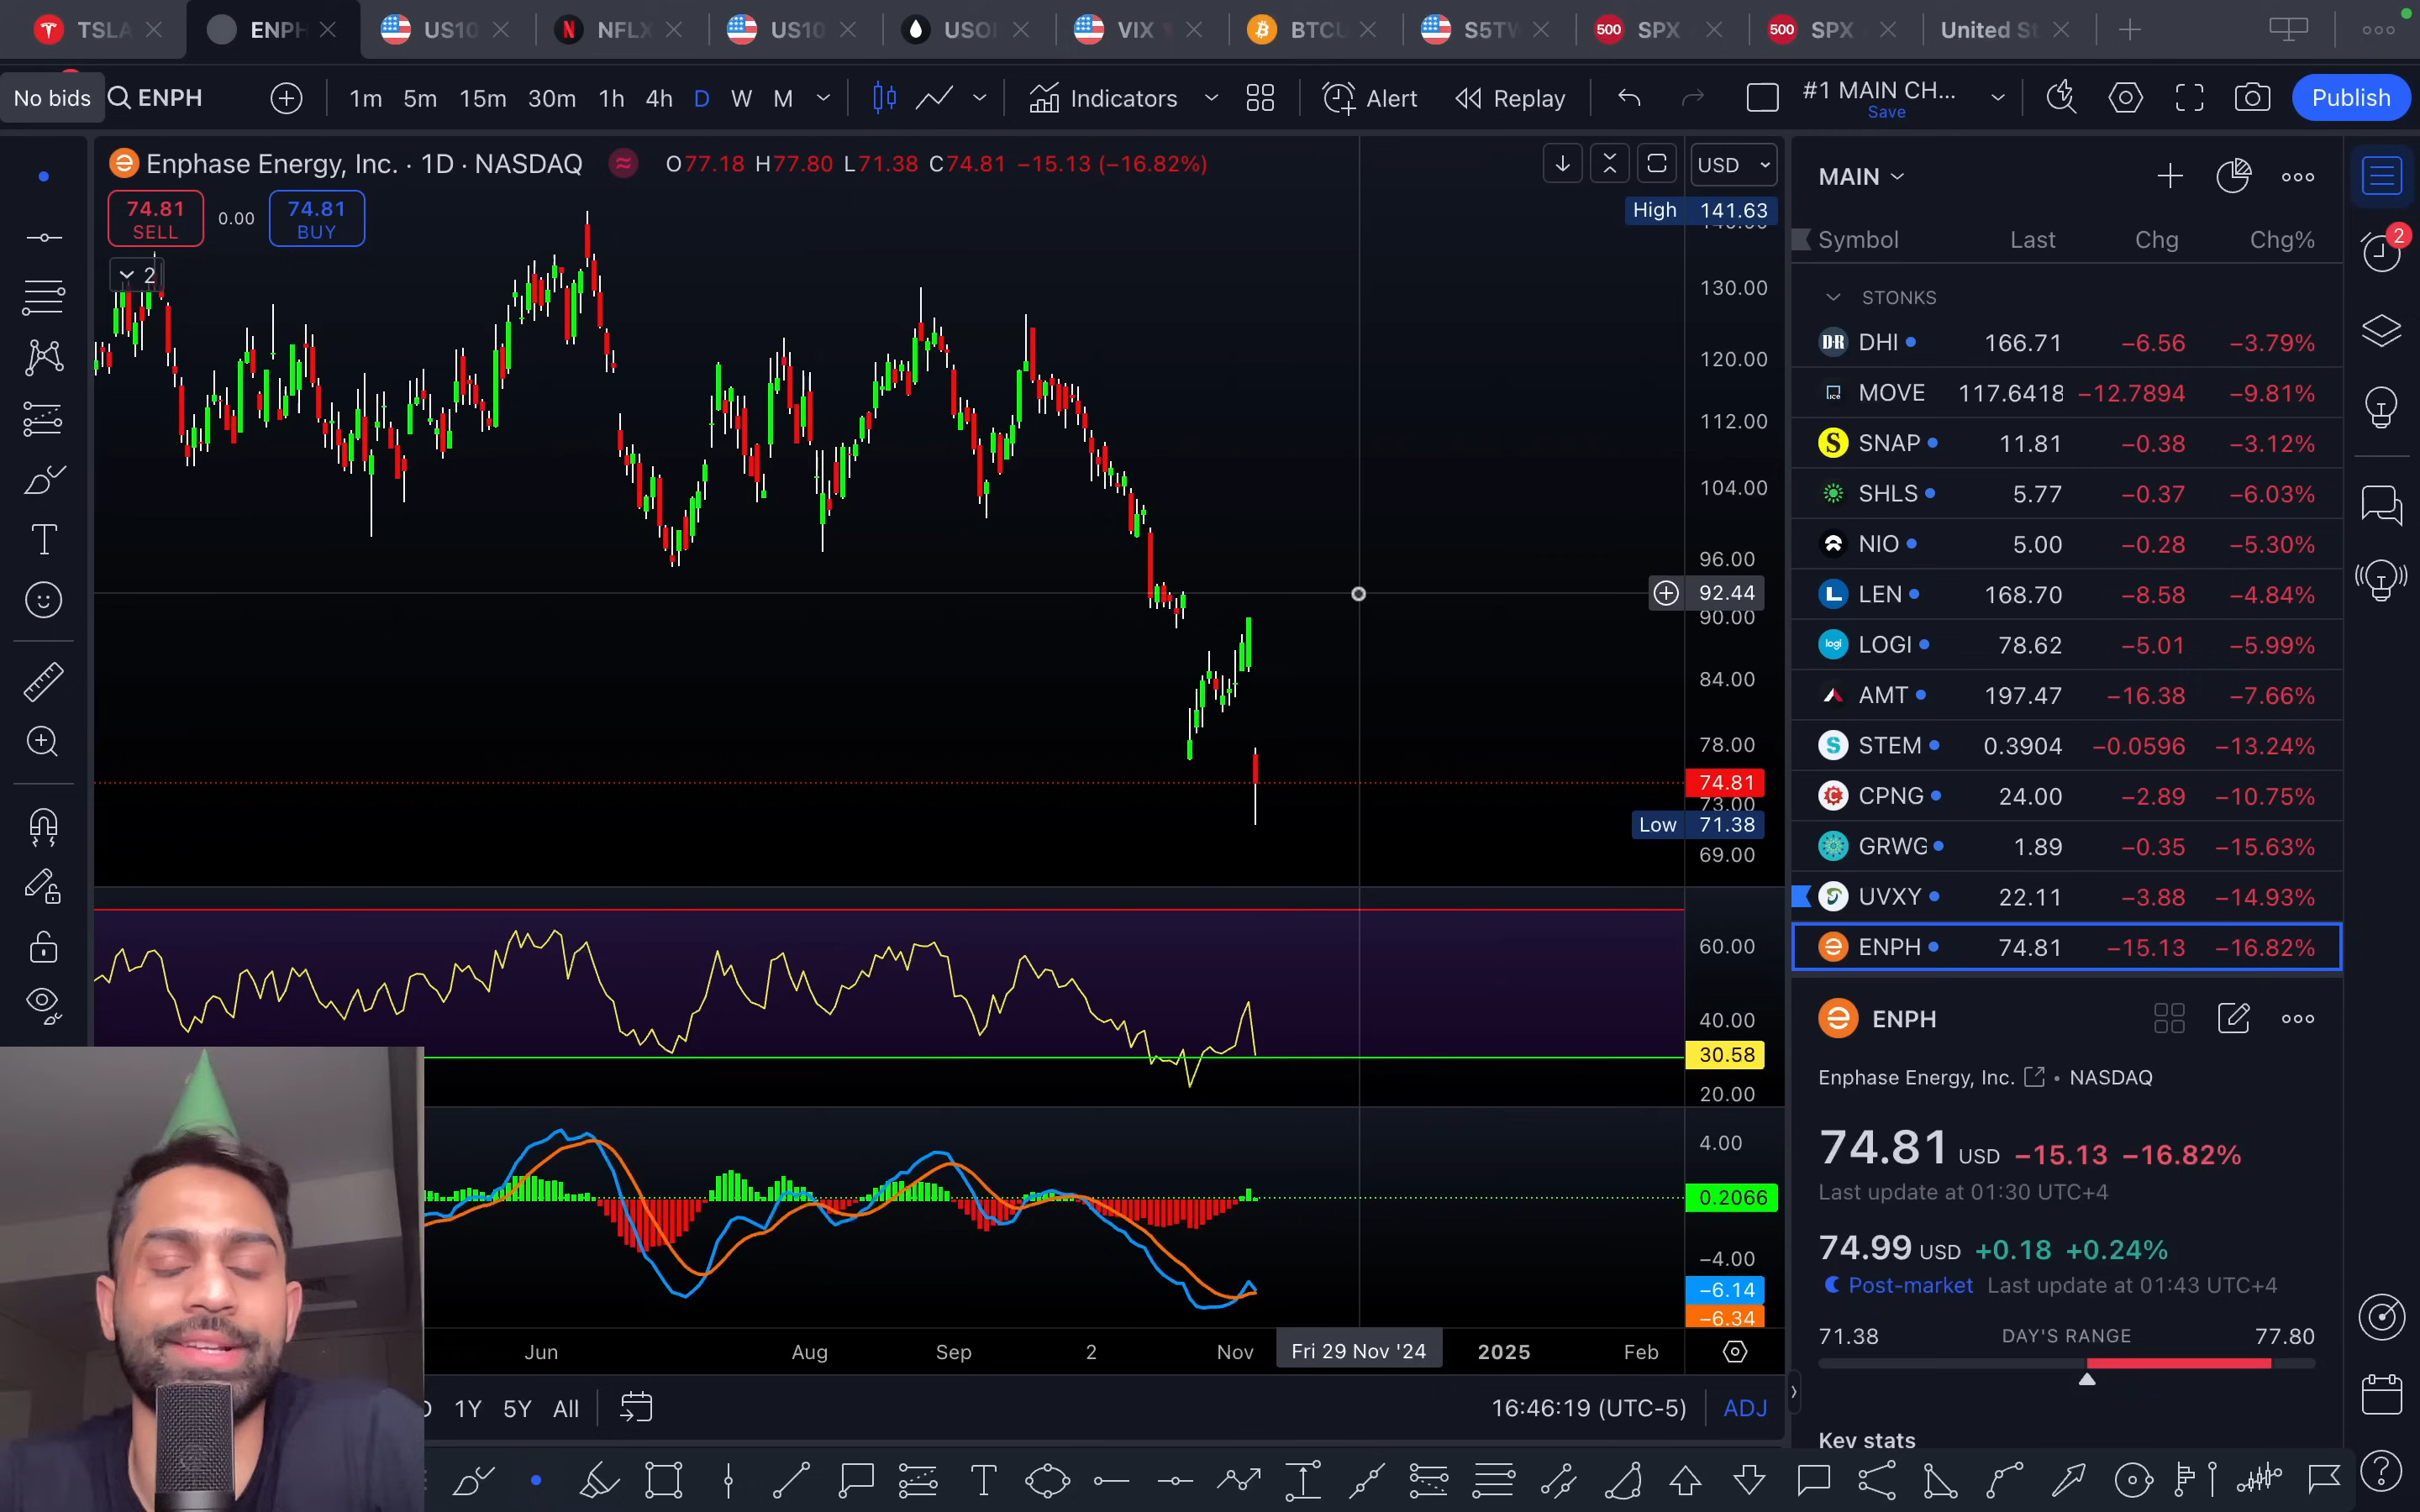 TSLA
ENPH
US10
NFLX
US10
USOI
VIX
BTCU
S5TW
500 SPX
500 SPX
United St
No bids
ENPH
1m 5m 15m 30m 1h 4h D W M
Indicators
Alert
Replay
#1 MAIN CH...
Save
Publish
Enphase Energy, Inc. · 1D · NASDAQ
O77.18 H77.80 L71.38 C74.81 −15.13 (−16.82%)
74.81
SELL
0.00
74.81
BUY
2
USD
High 141.63
130.00
120.00
112.00
104.00
96.00
92.44
90.00
84.00
78.00
74.81
73.00
Low 71.38
69.00
60.00
40.00
30.58
20.00
4.00
0.2066
−4.00
−6.14
−6.34
Jun Aug Sep 2 Nov Fri 29 Nov '24 2025 Feb
1Y 5Y All
16:46:19 (UTC-5) ADJ
MAIN
Symbol Last Chg Chg%
STONKS
DHI 166.71 −6.56 −3.79%
MOVE 117.6418 −12.7894 −9.81%
SNAP 11.81 −0.38 −3.12%
SHLS 5.77 −0.37 −6.03%
NIO 5.00 −0.28 −5.30%
LEN 168.70 −8.58 −4.84%
logi LOGI 78.62 −5.01 −5.99%
AMT 197.47 −16.38 −7.66%
STEM 0.3904 −0.0596 −13.24%
CPNG 24.00 −2.89 −10.75%
GRWG 1.89 −0.35 −15.63%
UVXY 22.11 −3.88 −14.93%
ENPH 74.81 −15.13 −16.82%
ENPH
Enphase Energy, Inc. • NASDAQ
74.81 USD −15.13 −16.82%
Last update at 01:30 UTC+4
74.99 USD +0.18 +0.24%
Post-market Last update at 01:43 UTC+4
71.38 DAY'S RANGE 77.80
Key stats
2